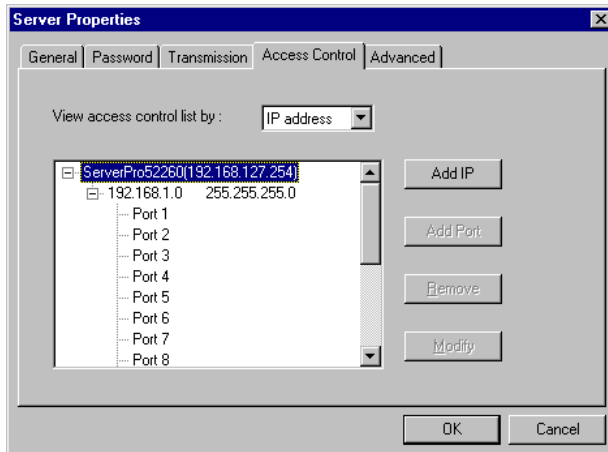 Server Properties
General Password Transmission Access Control Advanced
View access control list by : IP address
ServerPro52260(192.168.127.254)
192.168.1.0 255.255.255.0
Port 1
Port 2
Port 3
Port 4
Port 5
Port 6
Port 7
Port 8
Add IP
Add Port
Remove
Modify
OK Cancel